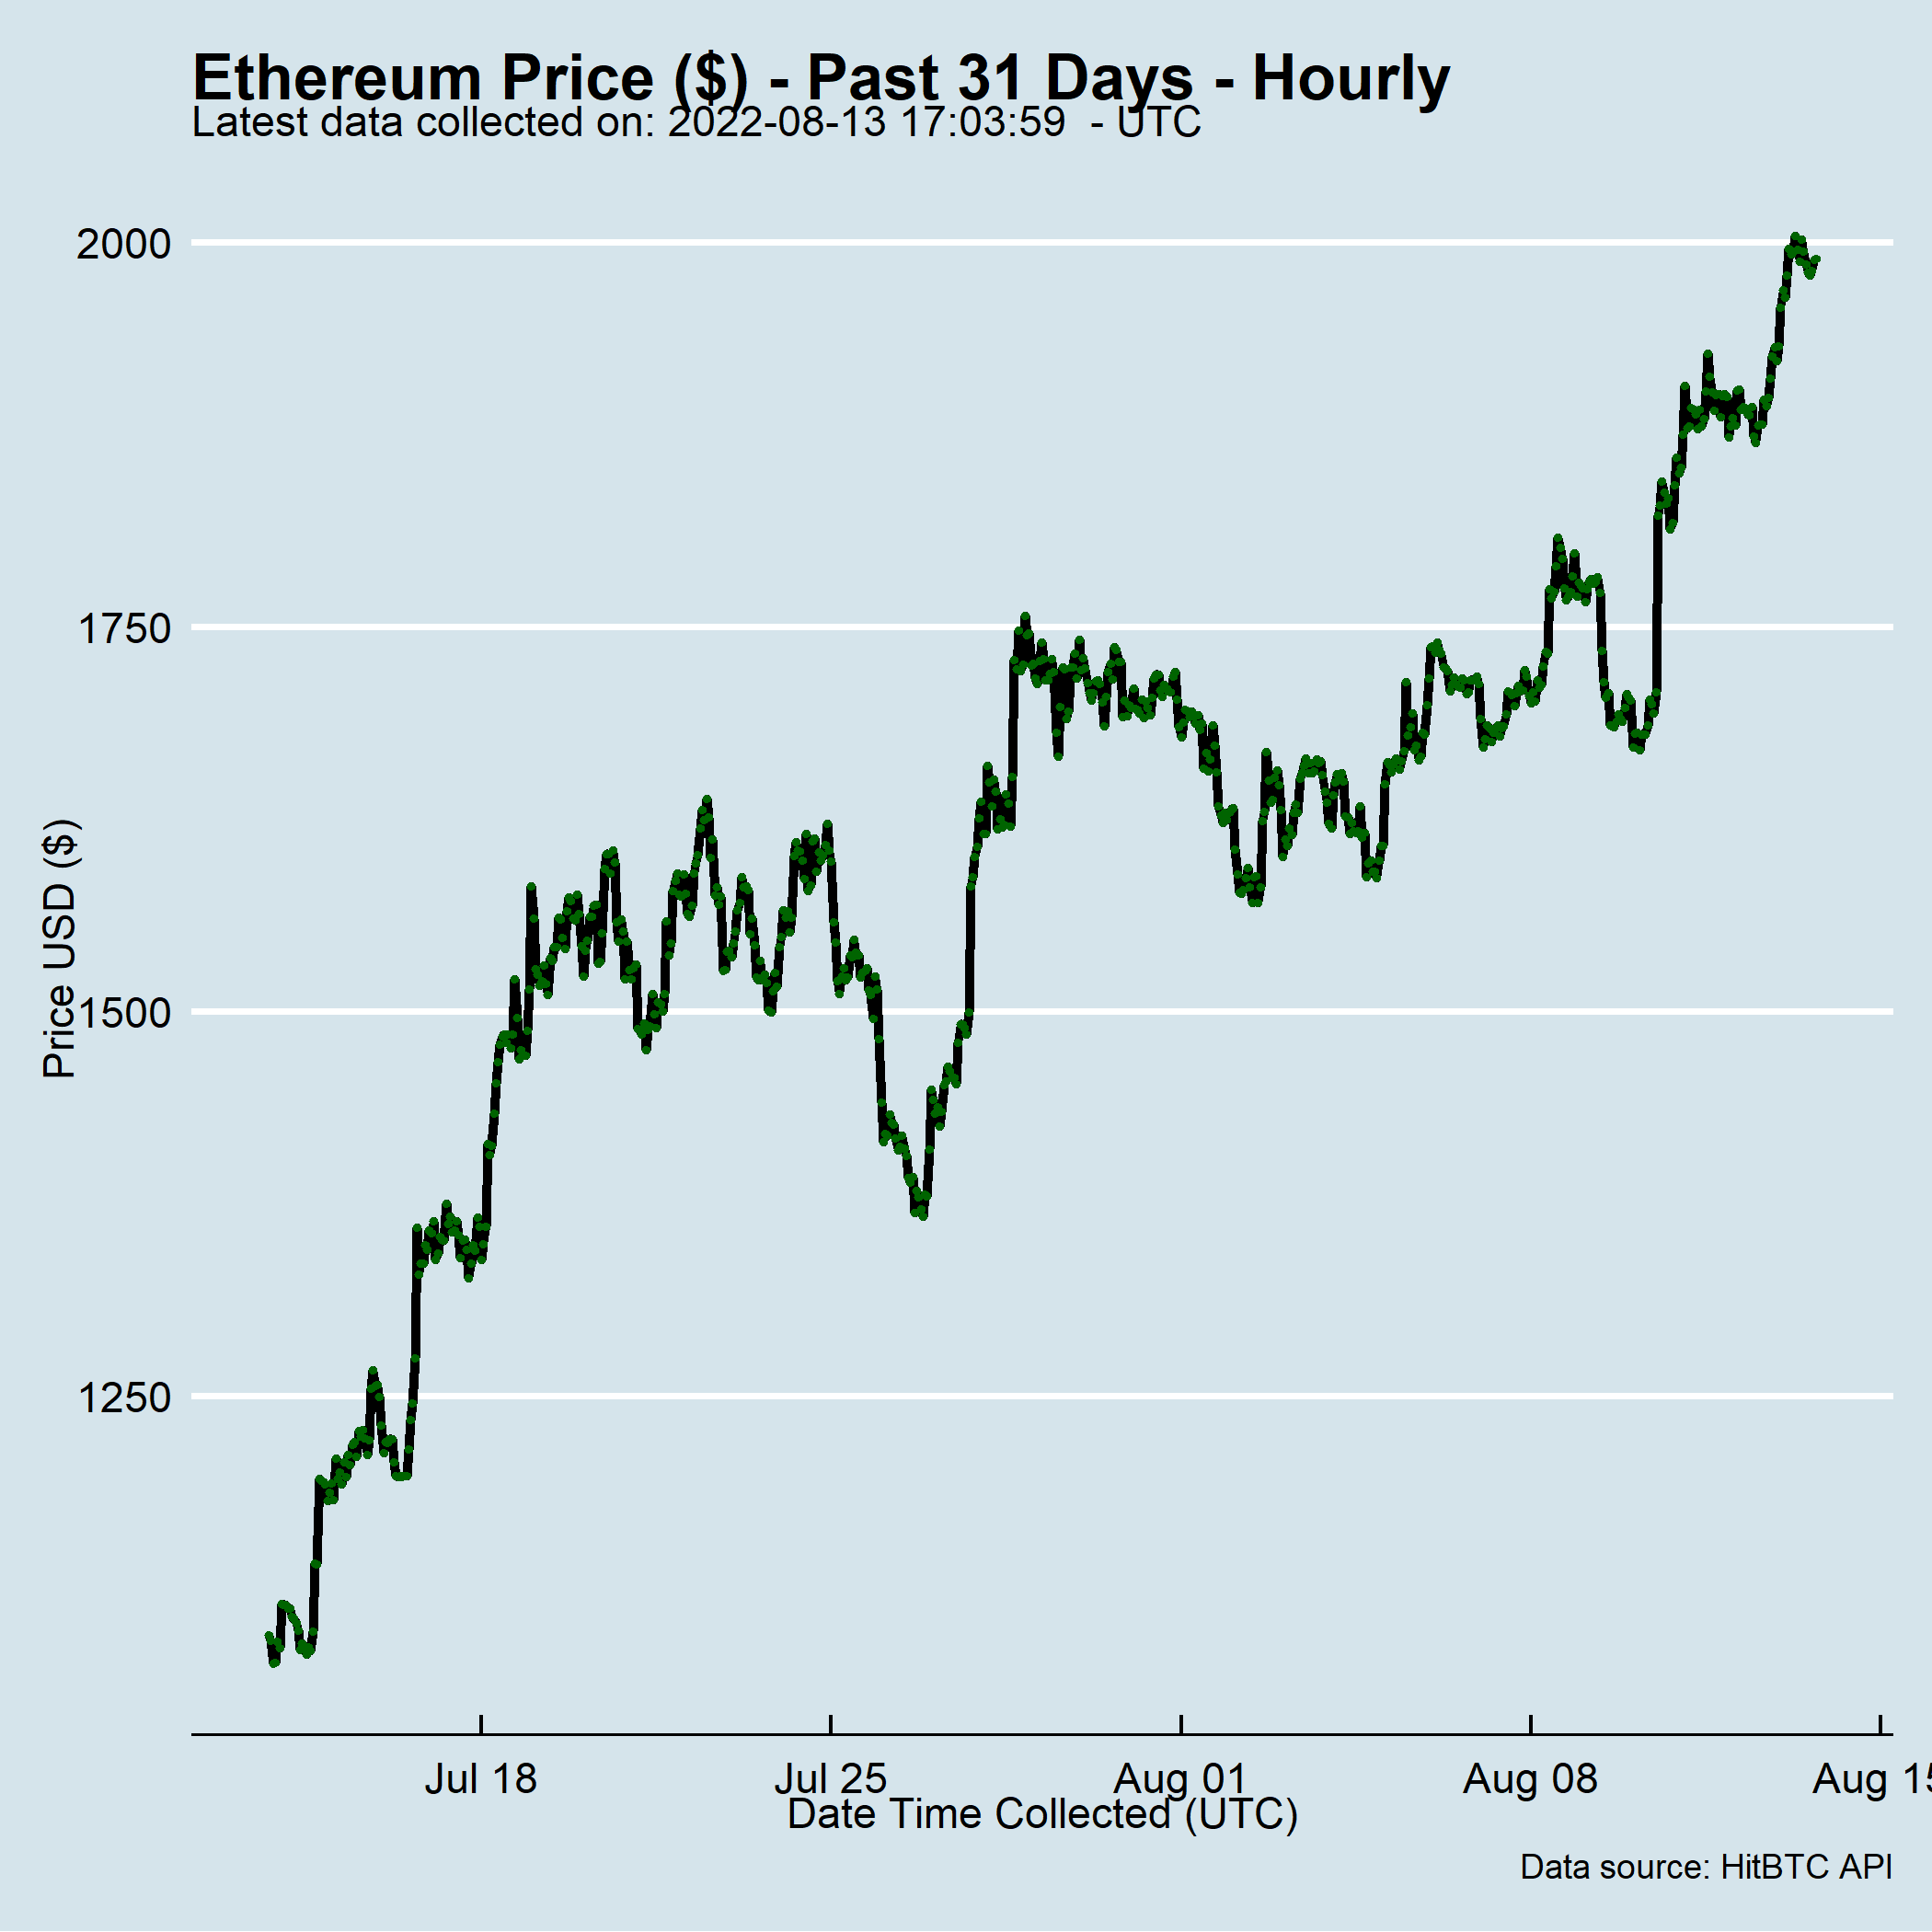 Ethereum Price ($) - Past 31 Days - Hourly
Latest data collected on: 2022-08-13 17:03:59  - UTC
2000
1750
1500
1250
Price USD ($)
Jul 18
Jul 25
Aug 01
Aug 08
Aug 15
Date Time Collected (UTC)
Data source: HitBTC API